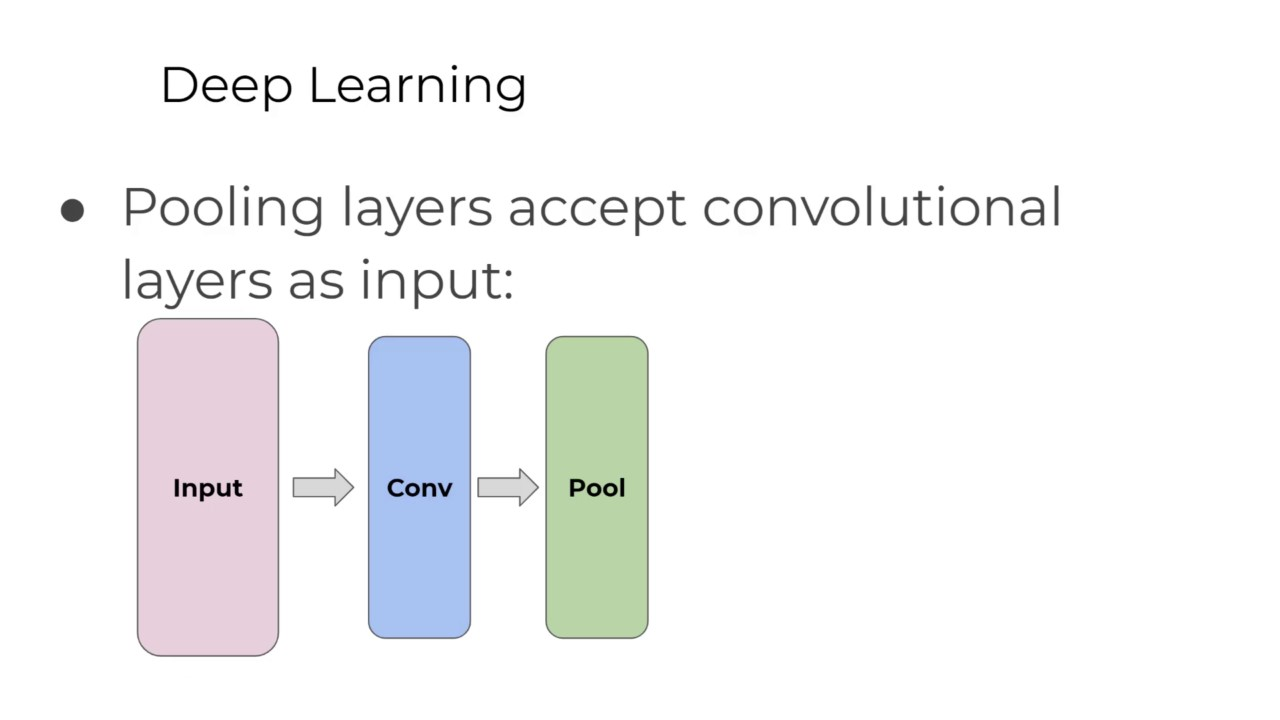 Deep Learning
● Pooling layers accept convolutional
layers as input:
Input
Conv
Pool